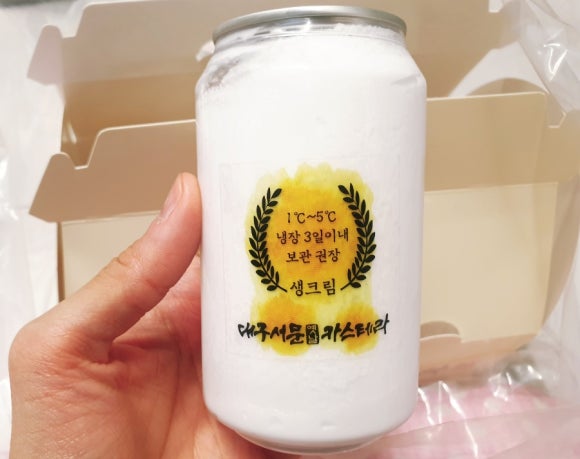 1℃~5℃
냉장 3일이내
보관 권장
생크림
대구서문 카스테라